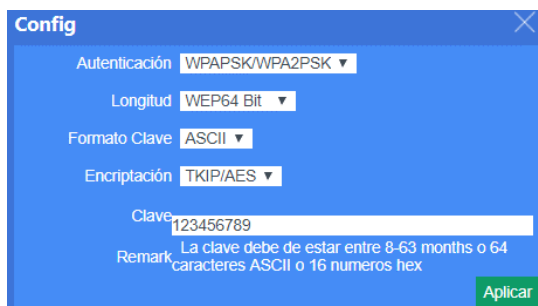 Config
Autenticación WPAPSK/WPA2PSK
Longitud WEP64 Bit
Formato Clave ASCII
Encriptación TKIP/AES
Clave 123456789
Remark La clave debe de estar entre 8-63 months o 64
caracteres ASCII o 16 numeros hex
Aplicar